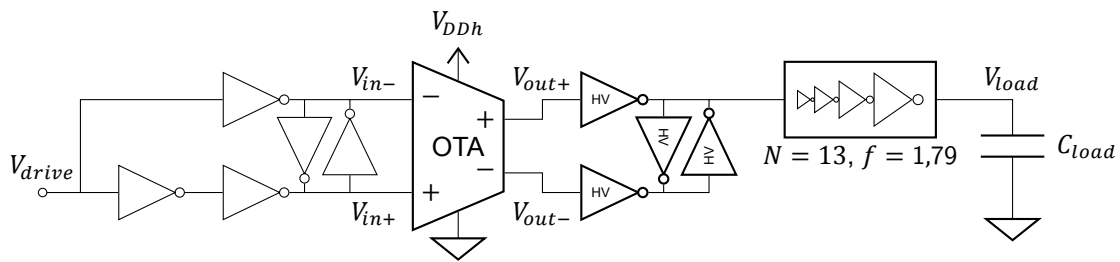 V_DDh
V_in−
V_out+
HV
V_load
−
+
OTA
HV
HV
V_drive
N = 13, f = 1,79
C_load
+
−
HV
V_in+
V_out−